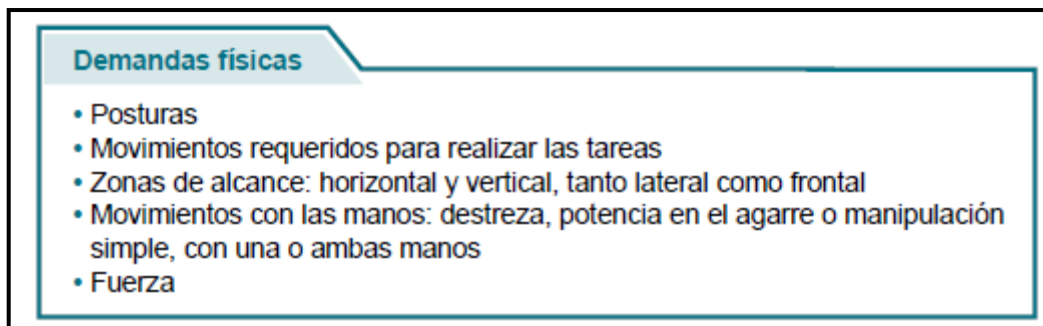 Demandas físicas
• Posturas
• Movimientos requeridos para realizar las tareas
• Zonas de alcance: horizontal y vertical, tanto lateral como frontal
• Movimientos con las manos: destreza, potencia en el agarre o manipulación
simple, con una o ambas manos
• Fuerza